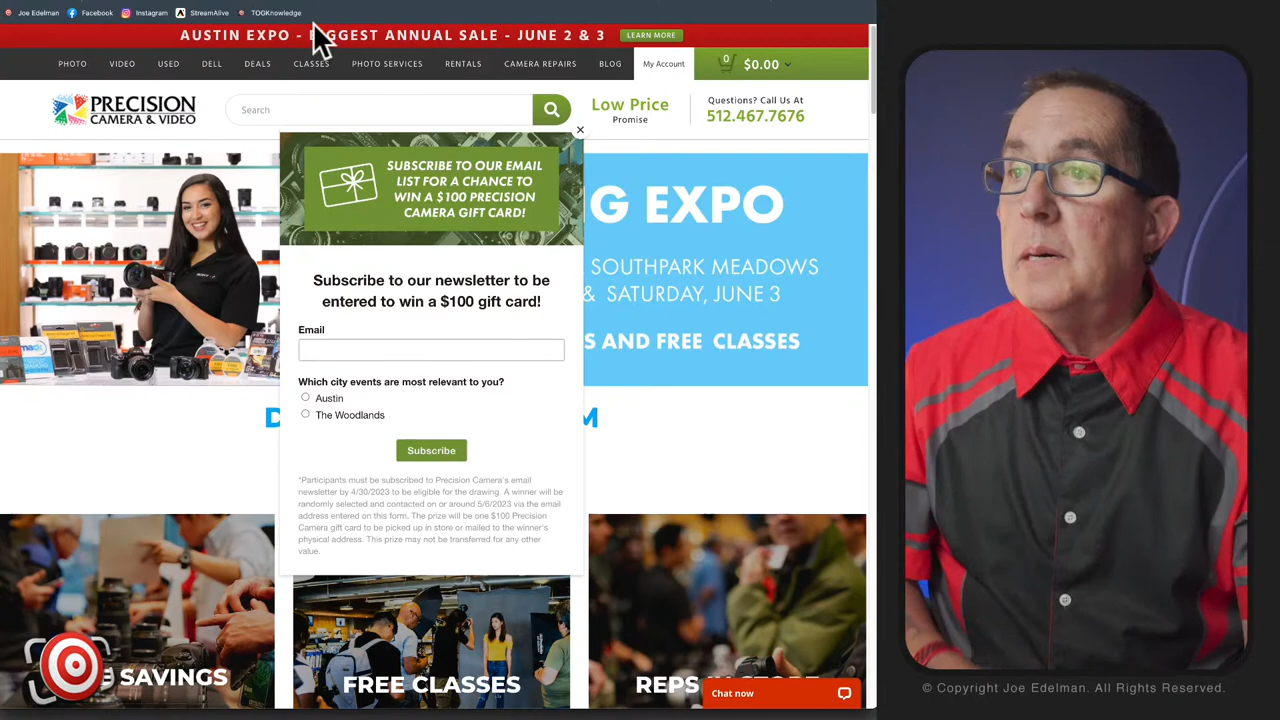 Joe Edelman Facebook Instagram StreamAlive TOGKnowledge
AUSTIN EXPO - GGEST ANNUAL SALE - JUNE 2 & 3 LEARN MORE
PHOTO VIDEO USED DELL DEALS CLASSES PHOTO SERVICES RENTALS CAMERA REPAIRS BLOG My Account 0 $0.00
PRECISION
CAMERA & VIDEO
Search
Low Price
Promise
Questions? Call Us At
512.467.7676
SUBSCRIBE TO OUR EMAIL
LIST FOR A CHANCE TO
WIN A $100 PRECISION
CAMERA GIFT CARD!
G EXPO
SOUTHPARK MEADOWS
& SATURDAY, JUNE 3
S AND FREE CLASSES
Subscribe to our newsletter to be
entered to win a $100 gift card!
Email
Which city events are most relevant to you?
Austin
The Woodlands
Subscribe
*Participants must be subscribed to Precision Camera's email
newsletter by 4/30/2023 to be eligible for the drawing. A winner will be
randomly selected and contacted on or around 5/6/2023 via the email
address entered on this form. The prize will be one $100 Precision
Camera gift card to be picked up in store or mailed to the winner's
physical address. This prize may not be transferred for any other
value.
D
M
SAVINGS
FREE CLASSES
REPS IN
Chat now
© Copyright Joe Edelman. All Rights Reserved.